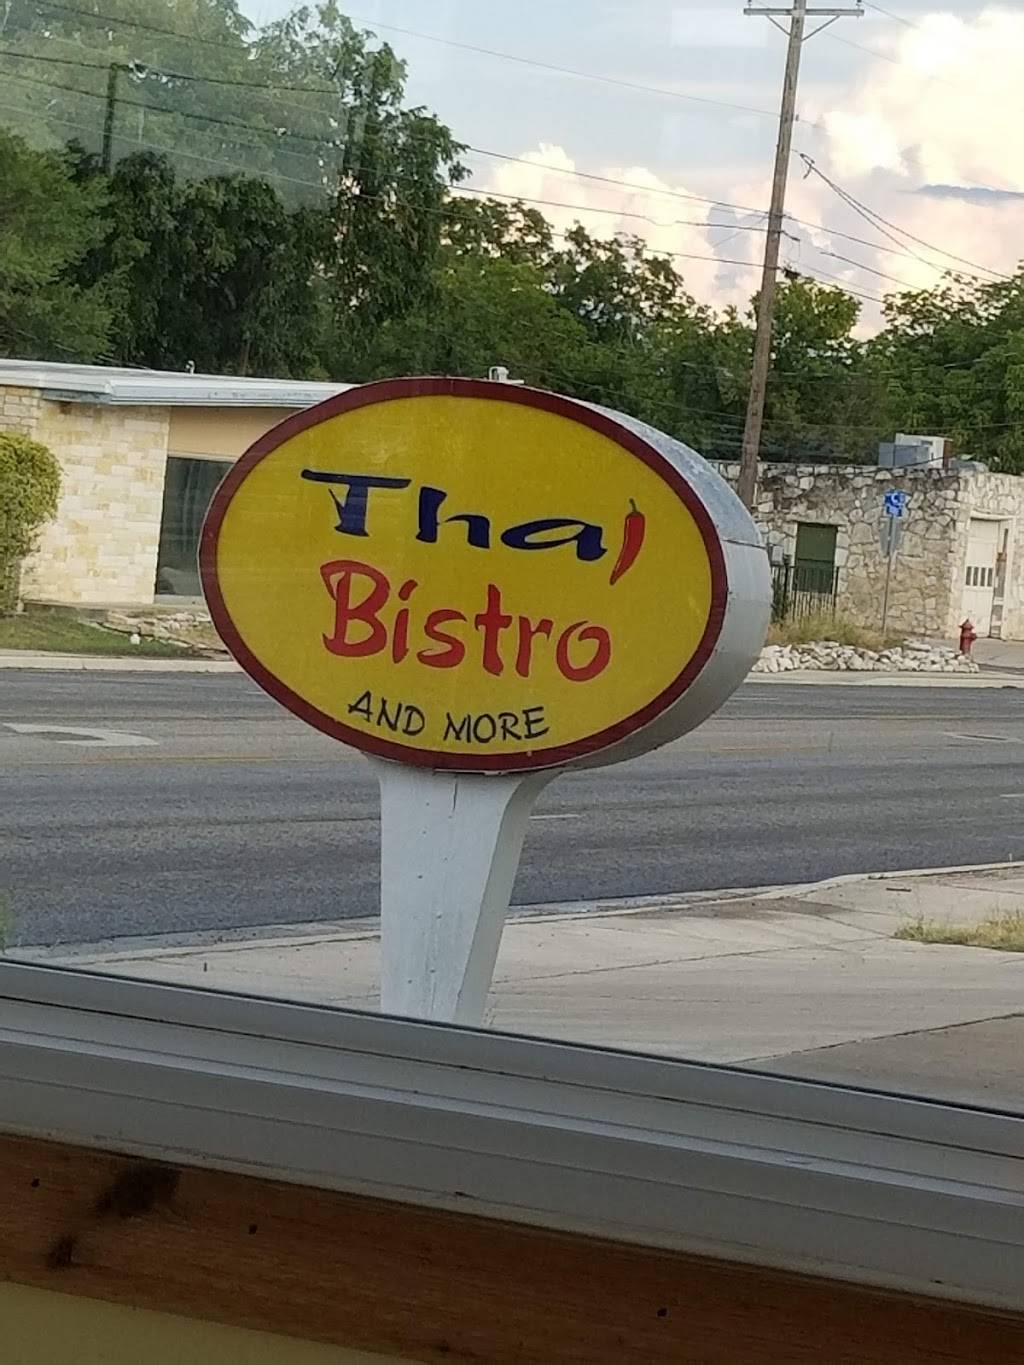 Thai
Bistro
AND MORE